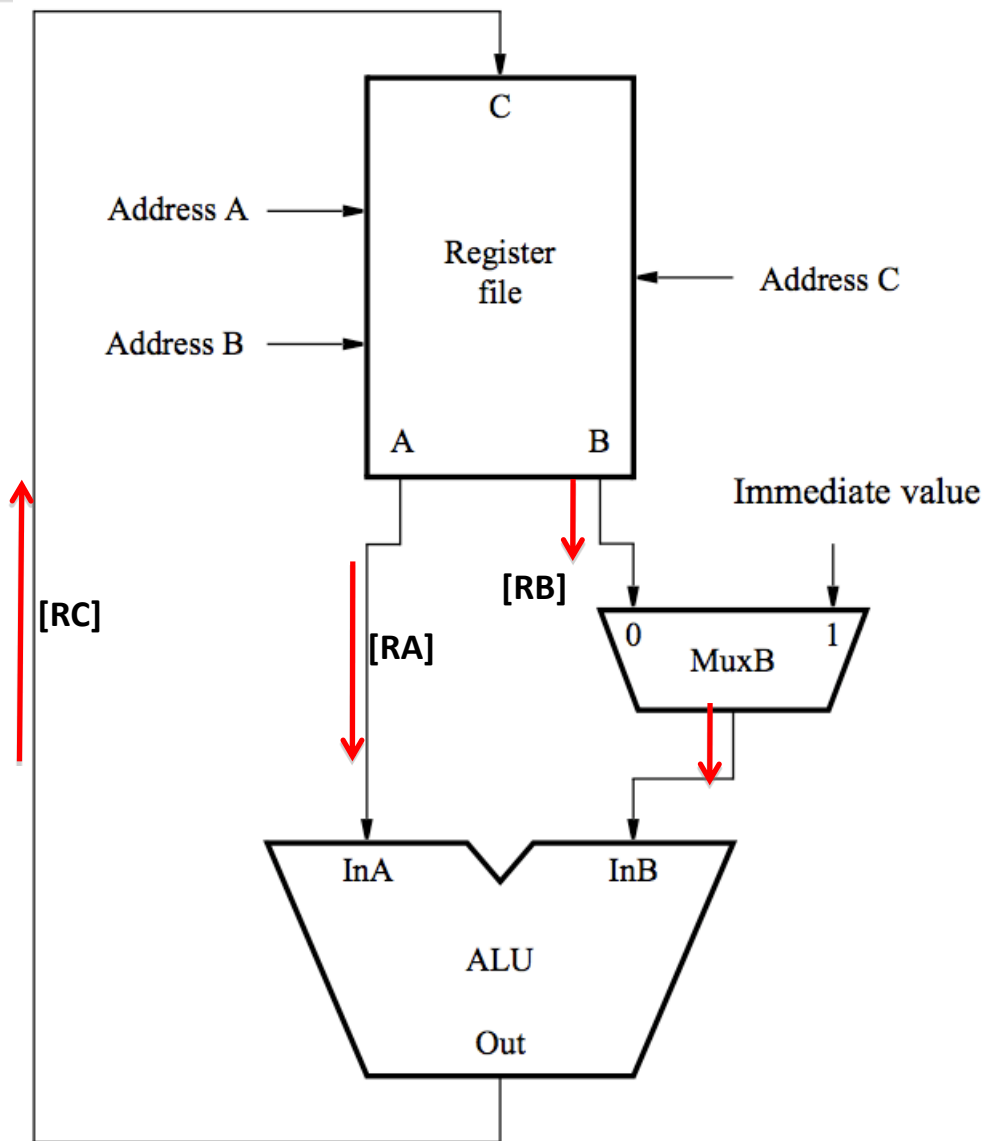 C
Address A
Register
file
Address C
Address B
A
B
Immediate value
[RB]
[RC]
[RA]
0
1
MuxB
InA
InB
ALU
Out